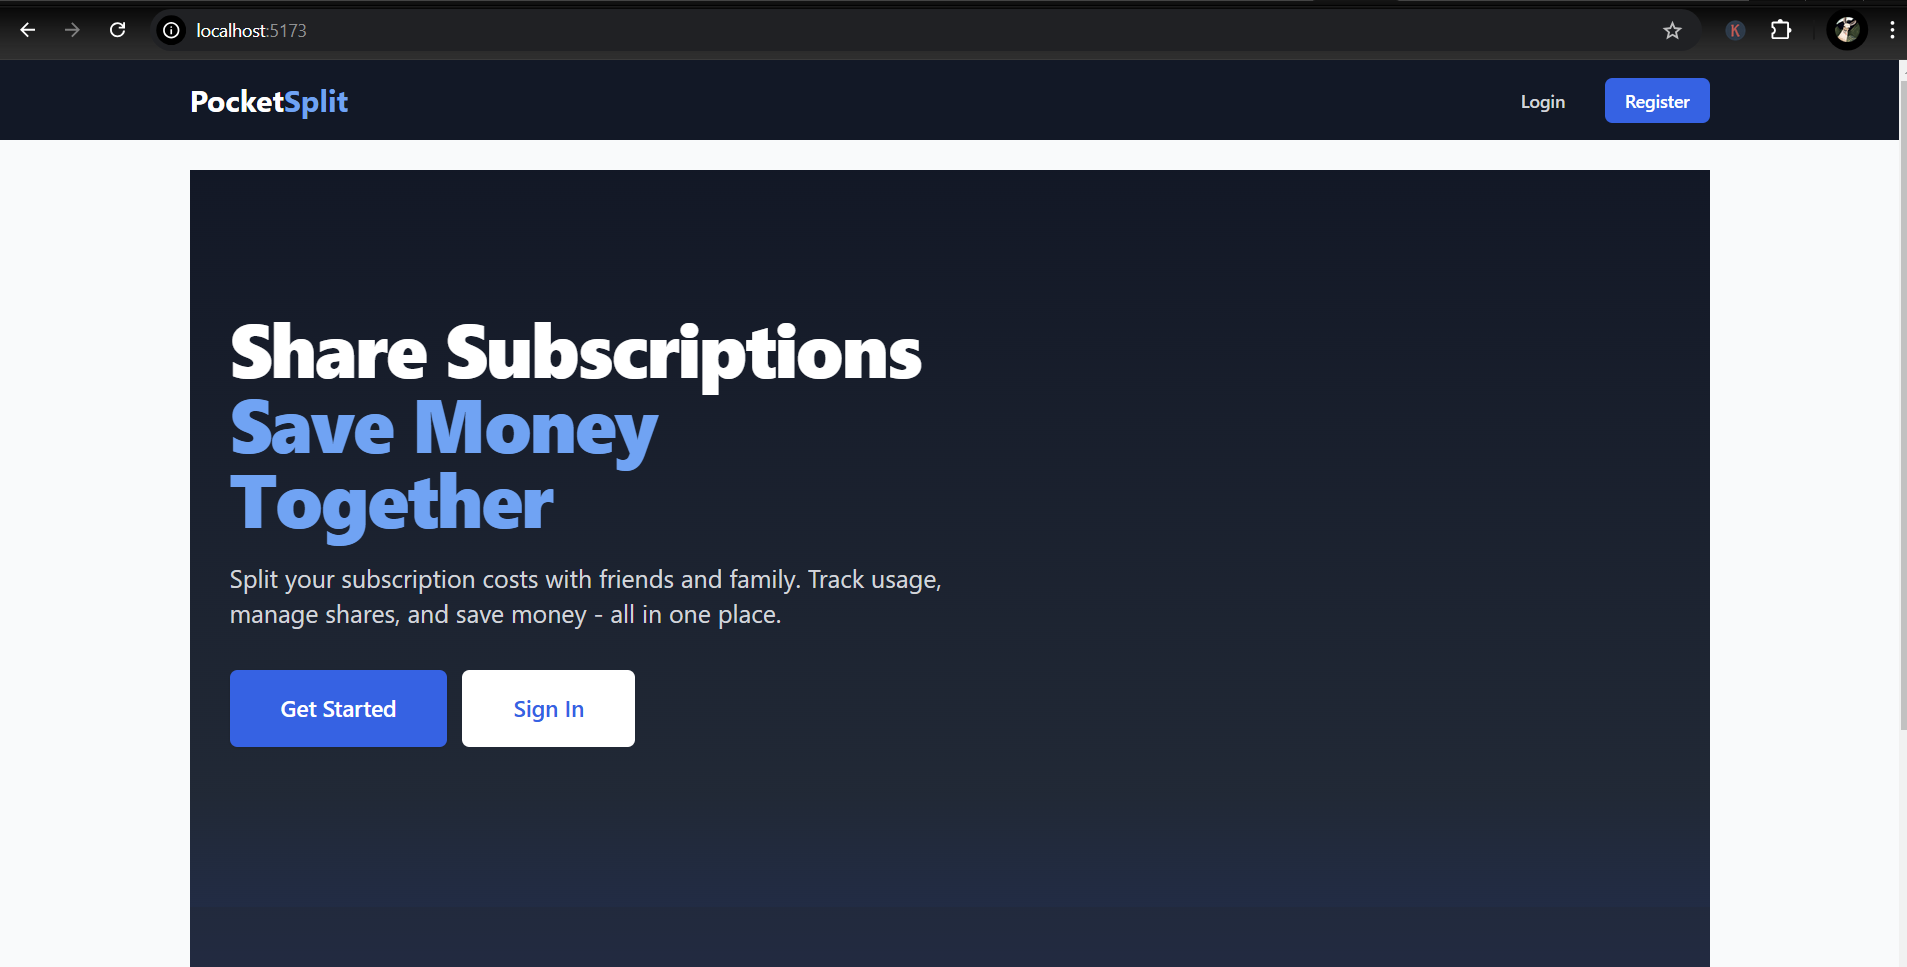 localhost:5173
K
PocketSplit
Login
Register
Share Subscriptions
Save Money
Together
Split your subscription costs with friends and family. Track usage,
manage shares, and save money - all in one place.
Get Started
Sign In